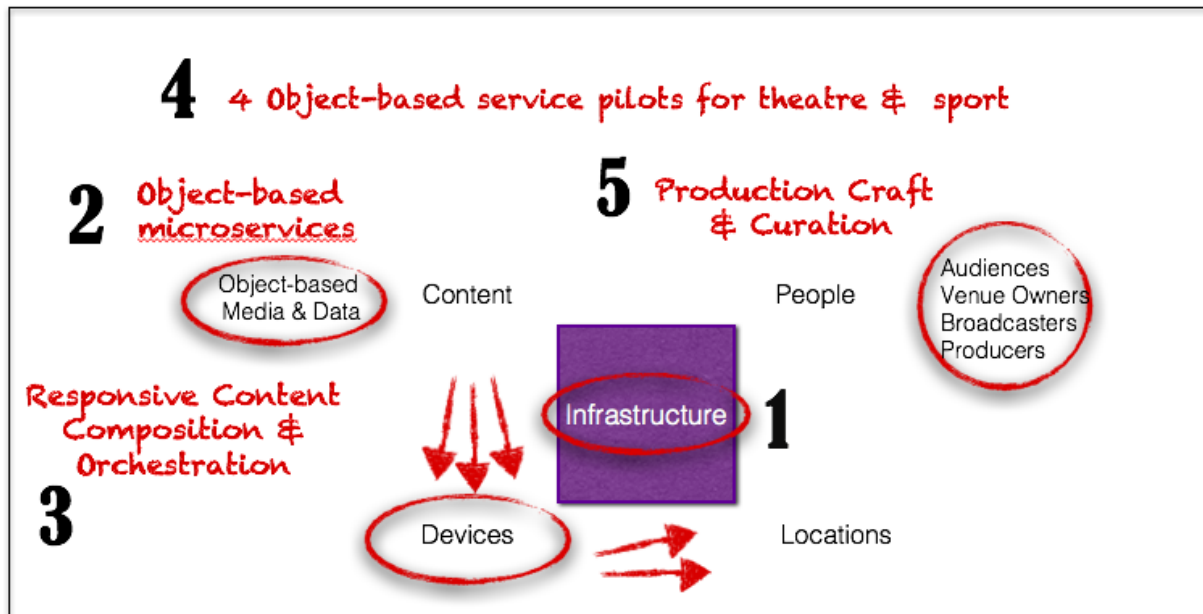 4 4 Object-based service pilots for theatre & sport
2 Object-based
microservices
5 Production Craft
& Curation
Object-based
Media & Data
Content
People
Audiences
Venue Owners
Broadcasters
Producers
Responsive Content
Composition &
Orchestration
3
Infrastructure
1
Devices
Locations